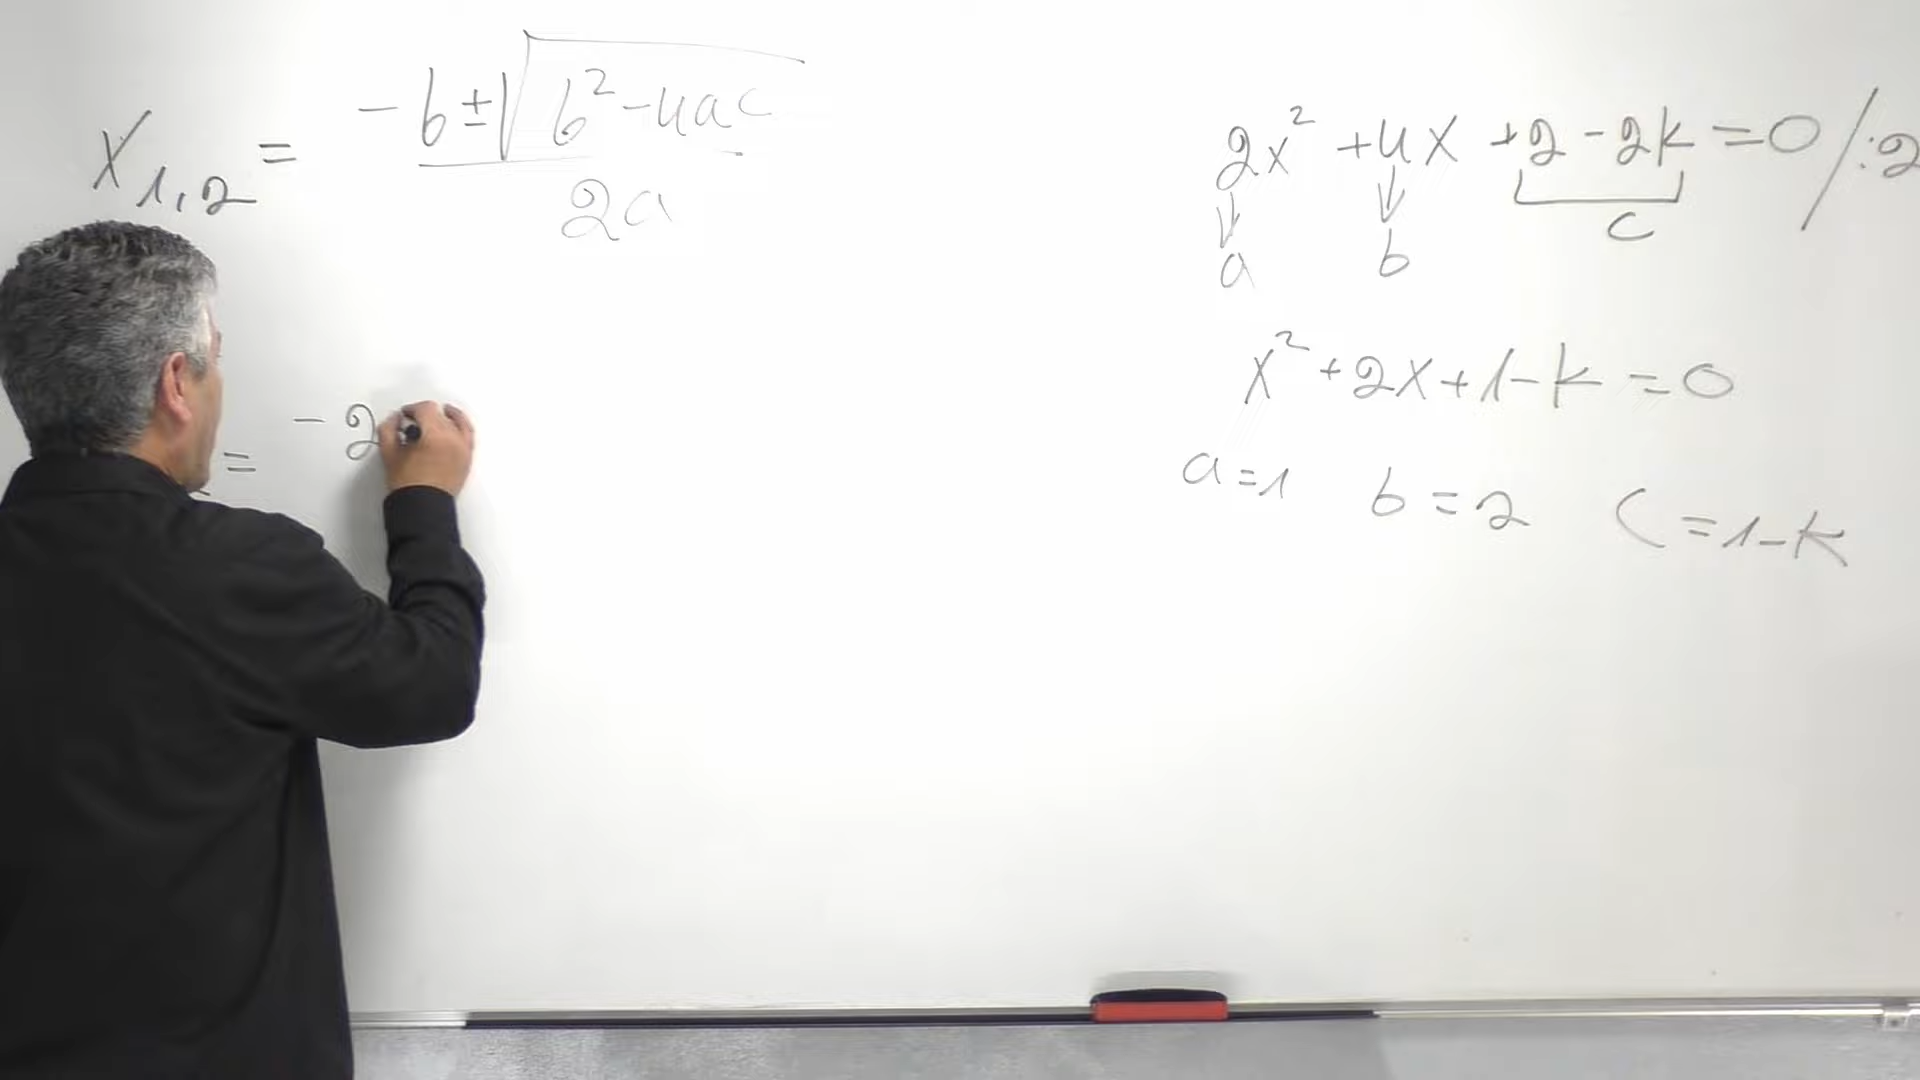 x₁,₂ = (-b ± √(b² - 4ac)) / 2a
= -2
2x² + 4x + 2 - 2k = 0 / :2
a b c
x² + 2x + 1 - k = 0
a = 1 b = 2 c = 1 - k